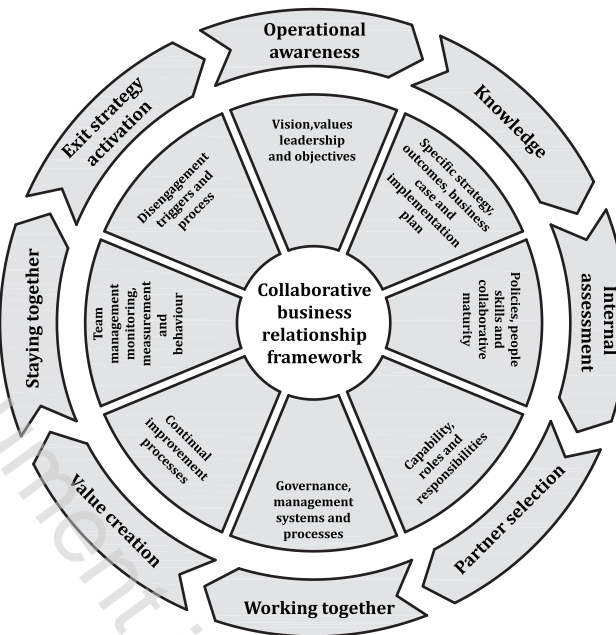 Operational
awareness
Knowledge
Internal
assessment
Partner selection
Working together
Value creation
Staying together
Exit strategy
activation
Vision,values
leadership
and objectives
Specific strategy,
outcomes, business
case and
implementation
plan
Policies, people
skills and
collaborative
maturity
Capability,
roles and
responsibilities
Governance,
management
systems and
processes
Continual
improvement
processes
Team
management
monitoring,
measurement
and
behaviour
Disengagement
triggers and
process
Collaborative
business
relationship
framework